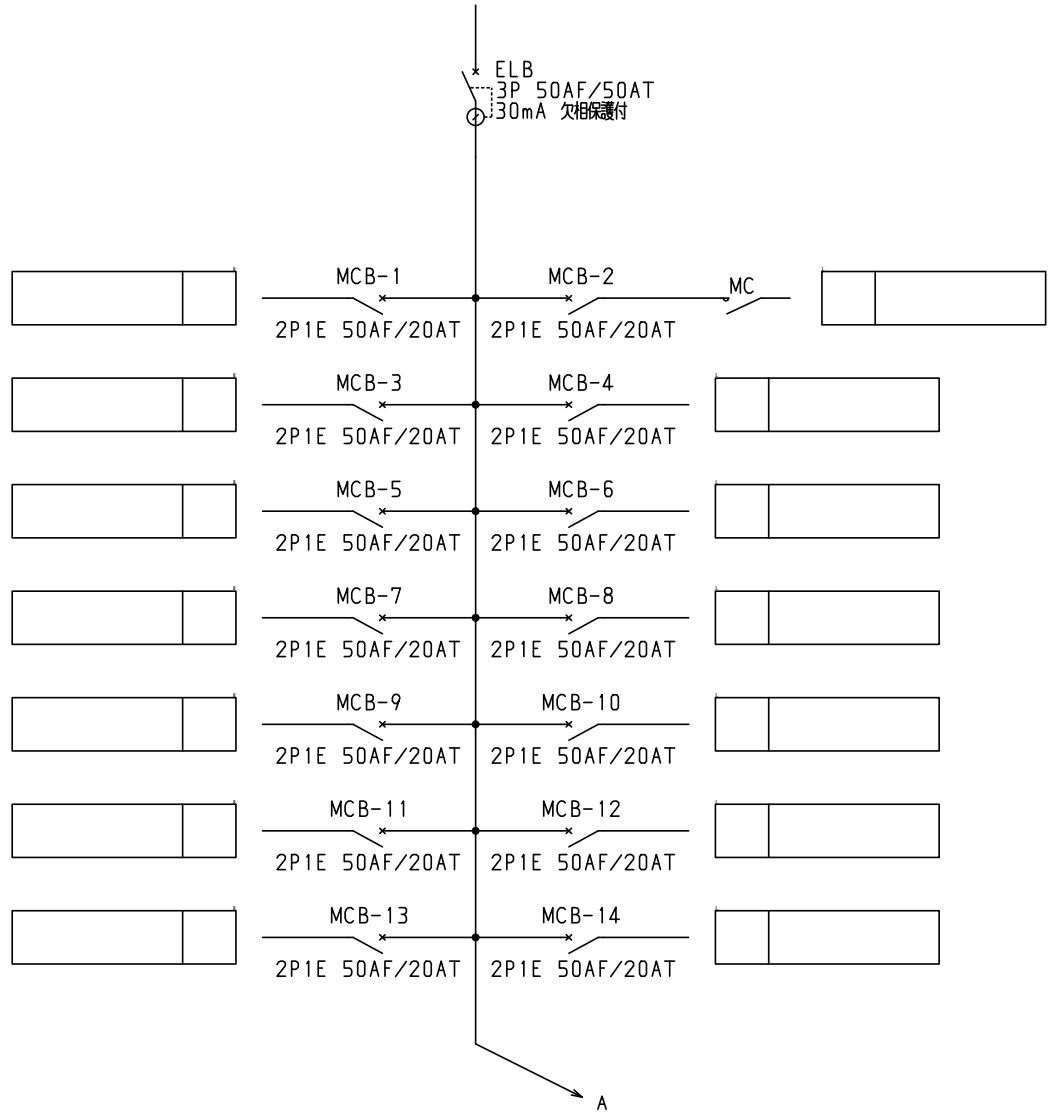 ELB
3P 50AF/50AT
30mA 欠相保護付
MCB-1 MCB-2 MC
2P1E 50AF/20AT 2P1E 50AF/20AT
MCB-3 MCB-4
2P1E 50AF/20AT 2P1E 50AF/20AT
MCB-5 MCB-6
2P1E 50AF/20AT 2P1E 50AF/20AT
MCB-7 MCB-8
2P1E 50AF/20AT 2P1E 50AF/20AT
MCB-9 MCB-10
2P1E 50AF/20AT 2P1E 50AF/20AT
MCB-11 MCB-12
2P1E 50AF/20AT 2P1E 50AF/20AT
MCB-13 MCB-14
2P1E 50AF/20AT 2P1E 50AF/20AT
A